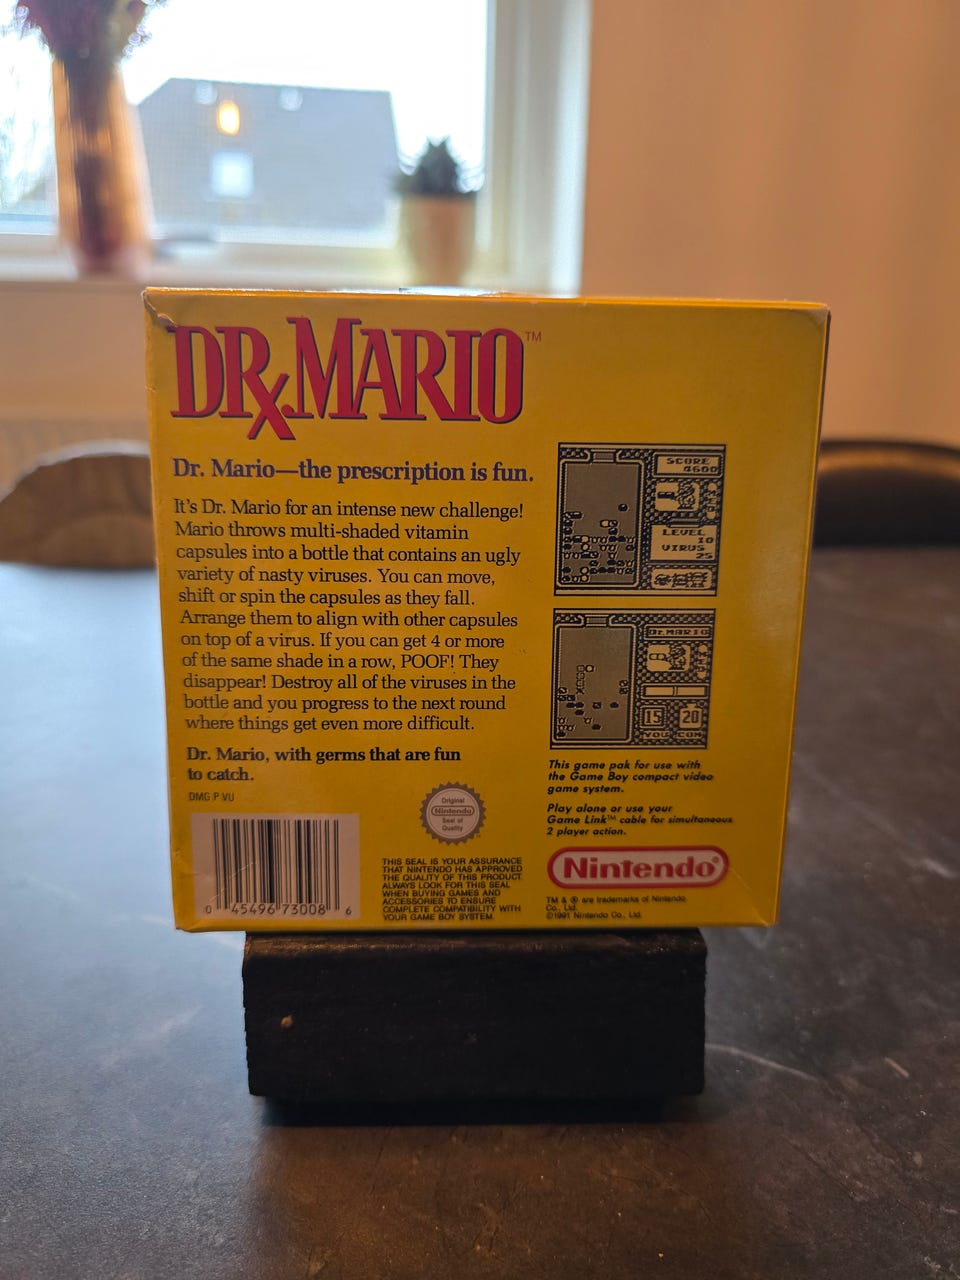 DRxMARIO™
Dr. Mario—the prescription is fun.
It's Dr. Mario for an intense new challenge!
Mario throws multi-shaded vitamin
capsules into a bottle that contains an ugly
variety of nasty viruses. You can move,
shift or spin the capsules as they fall.
Arrange them to align with other capsules
on top of a virus. If you can get 4 or more
of the same shade in a row, POOF! They
disappear! Destroy all of the viruses in the
bottle and you progress to the next round
where things get even more difficult.
Dr. Mario, with germs that are fun
to catch.
DMG-P-VU
0 45496 73008 6
Original
Nintendo
Seal of
Quality
THIS SEAL IS YOUR ASSURANCE
THAT NINTENDO HAS APPROVED
THE QUALITY OF THIS PRODUCT.
ALWAYS LOOK FOR THIS SEAL
WHEN BUYING GAMES AND
ACCESSORIES TO ENSURE
COMPLETE COMPATIBILITY WITH
YOUR GAME BOY SYSTEM.
SCORE
4600
LEVEL
10
VIRUS
25
Dr. MARIO
15 20
YOU COM
This game pak for use with
the Game Boy compact video
game system.
Play alone or use your
Game Link™ cable for simultaneous
2 player action.
Nintendo®
TM & ® are trademarks of Nintendo
Co., Ltd.
©1991 Nintendo Co., Ltd.